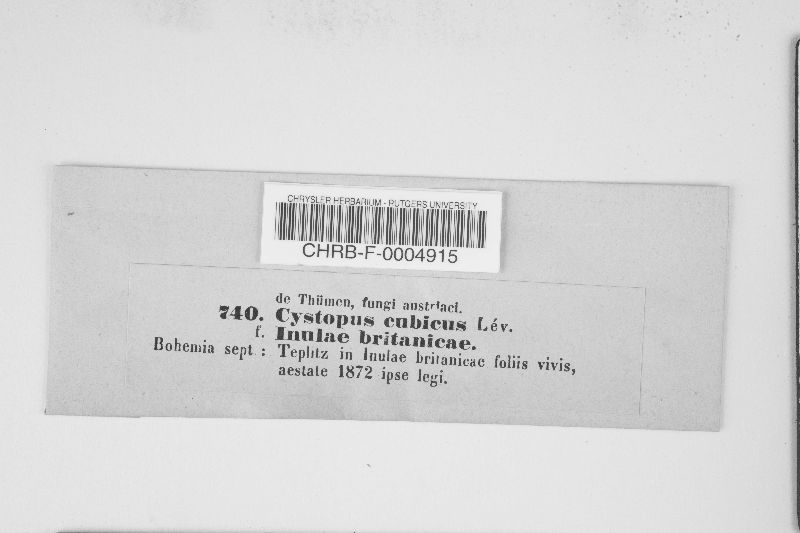 CHRYSLER HERBARIUM - RUTGERS UNIVERSITY
CHRB-F-0004915
de Thümen, fungi austriaci.
740. Cystopus cubicus Lév.
f. Inulae britanicae.
Bohemia sept: Teplitz in Inulae britanicae foliis vivis,
aestate 1872 ipse legi.